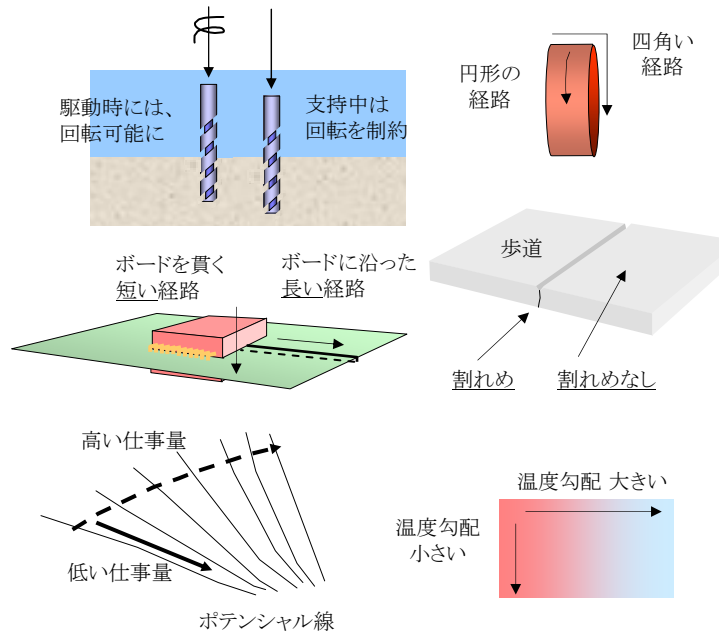 駆動時には、
回転可能に
支持中は
回転を制約
円形の
経路
四角い
経路
ボードを貫く
短い経路
ボードに沿った
長い経路
歩道
割れめ
割れめなし
高い仕事量
低い仕事量
ポテンシャル線
温度勾配 大きい
温度勾配
小さい